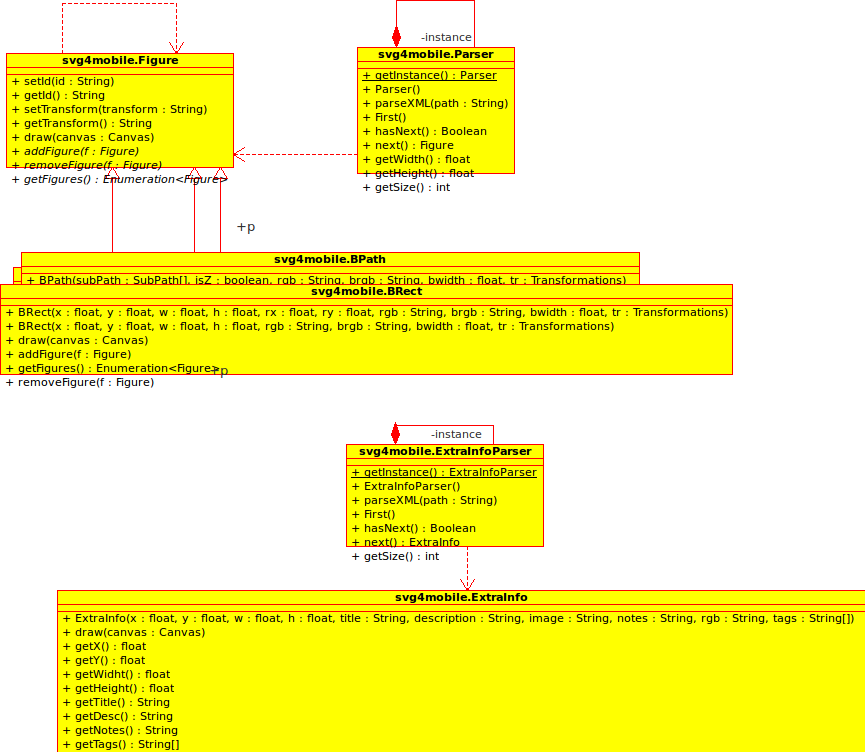 -instance
svg4mobile.Figure
+ setId(id : String)
+ getId() : String
+ setTransform(transform : String)
+ getTransform() : String
+ draw(canvas : Canvas)
+ addFigure(f : Figure)
+ removeFigure(f : Figure)
+ getFigures() : Enumeration<Figure>
svg4mobile.Parser
+ getInstance() : Parser
+ Parser()
+ parseXML(path : String)
+ First()
+ hasNext() : Boolean
+ next() : Figure
+ getWidth() : float
+ getHeight() : float
+ getSize() : int
+p
svg4mobile.BPath
+ BPath(subPath : SubPath[], isZ : boolean, rgb : String, brgb : String, bwidth : float, tr : Transformations)
svg4mobile.BRect
+ BRect(x : float, y : float, w : float, h : float, rx : float, ry : float, rgb : String, brgb : String, bwidth : float, tr : Transformations)
+ BRect(x : float, y : float, w : float, h : float, rgb : String, brgb : String, bwidth : float, tr : Transformations)
+ draw(canvas : Canvas)
+ addFigure(f : Figure)
+ getFigures() : Enumeration<Figure>
+p
+ removeFigure(f : Figure)
-instance
svg4mobile.ExtraInfoParser
+ getInstance() : ExtraInfoParser
+ ExtraInfoParser()
+ parseXML(path : String)
+ First()
+ hasNext() : Boolean
+ next() : ExtraInfo
+ getSize() : int
svg4mobile.ExtraInfo
+ ExtraInfo(x : float, y : float, w : float, h : float, title : String, description : String, image : String, notes : String, rgb : String, tags : String[])
+ draw(canvas : Canvas)
+ getX() : float
+ getY() : float
+ getWidht() : float
+ getHeight() : float
+ getTitle() : String
+ getDesc() : String
+ getNotes() : String
+ getTags() : String[]